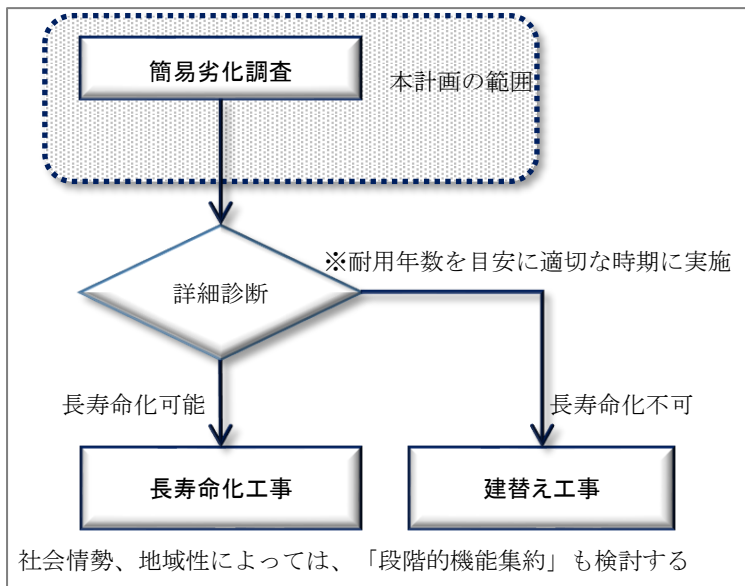 簡易劣化調査
本計画の範囲
※耐用年数を目安に適切な時期に実施
詳細診断
長寿命化可能
長寿命化不可
長寿命化工事
建替え工事
社会情勢、地域性によっては、「段階的機能集約」も検討する